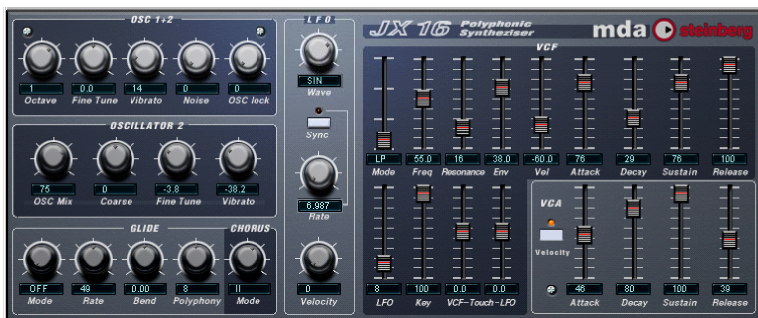 OSC 1+2
1 0.0 14 0 0
Octave Fine Tune Vibrato Noise OSC lock
OSCILLATOR 2
75 0 -3.8 -38.2
OSC Mix Coarse Fine Tune Vibrato
GLIDE CHORUS
OFF 49 0.00 8 II
Mode Rate Bend Polyphony Mode
LFO
SIN
Wave
Sync
6.987
Rate
0
Velocity
JX 16 Polyphonic Synthesiser
mda steinberg
VCF
LP 55.0 16 38.0 -60.0 76 29 76 100
Mode Freq Resonance Env Vel Attack Decay Sustain Release
8 100 0.0 0.0
LFO Key VCF-Touch-LFO
VCA
Velocity
46 80 100 39
Attack Decay Sustain Release